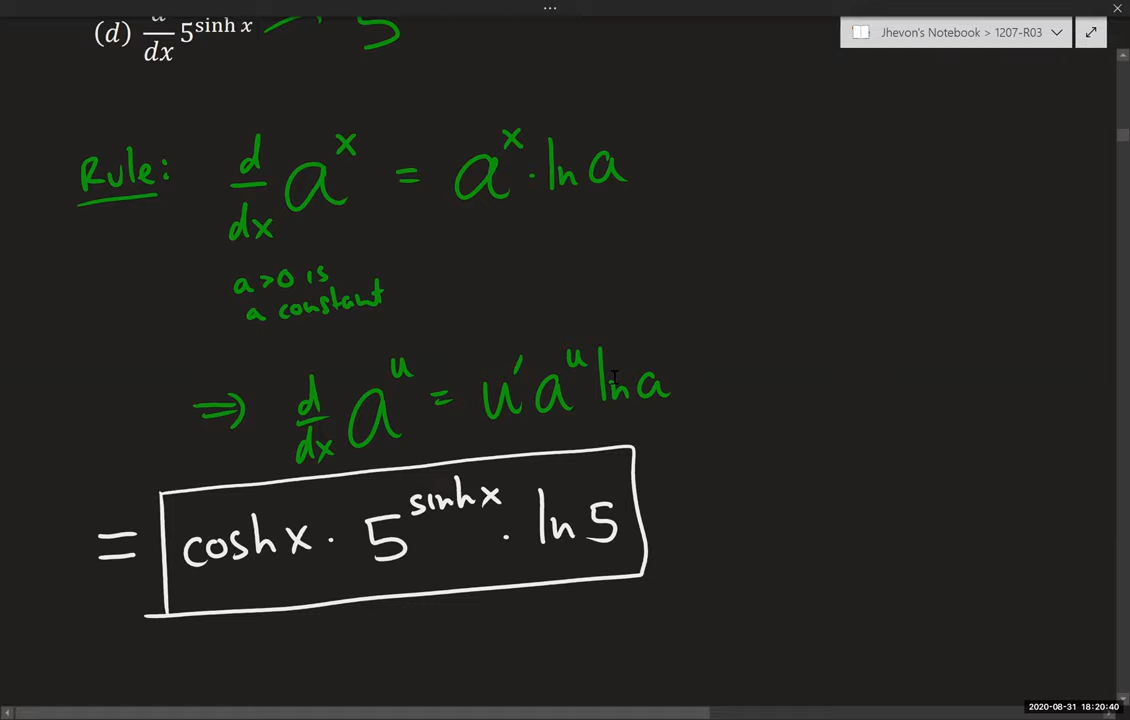 Jhevon's Notebook > 1207-R03
(d) d/dx 5^{sinh x} 5
Rule: d/dx a^x = a^x · ln a
a>0 is
a constant
⇒ d/dx a^u = u' a^u ln a
= cosh x · 5^{sinh x} · ln 5
2020-08-31 18:20:40